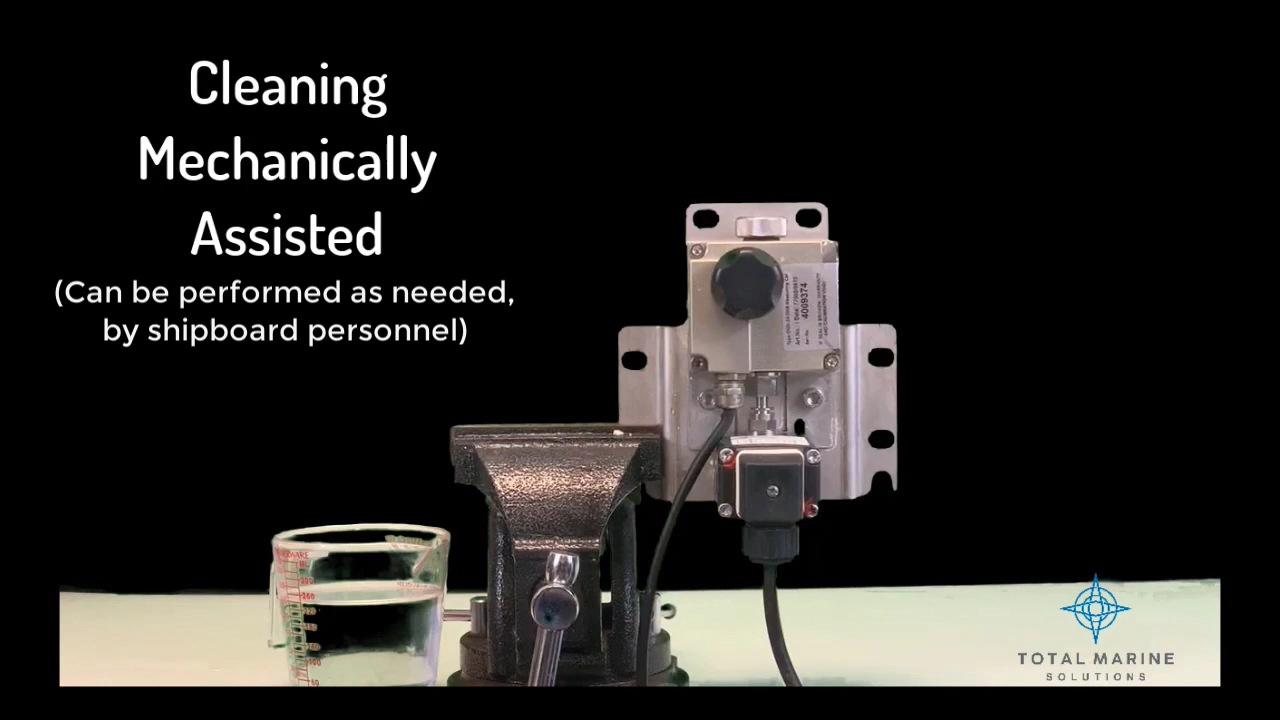 Cleaning
Mechanically
Assisted
(Can be performed as needed,
by shipboard personnel)
4009374
TOTAL MARINE
SOLUTIONS